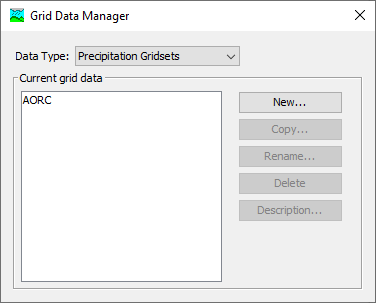 Grid Data Manager
Data Type: Precipitation Gridsets
Current grid data
AORC
New...
Copy...
Rename...
Delete
Description...